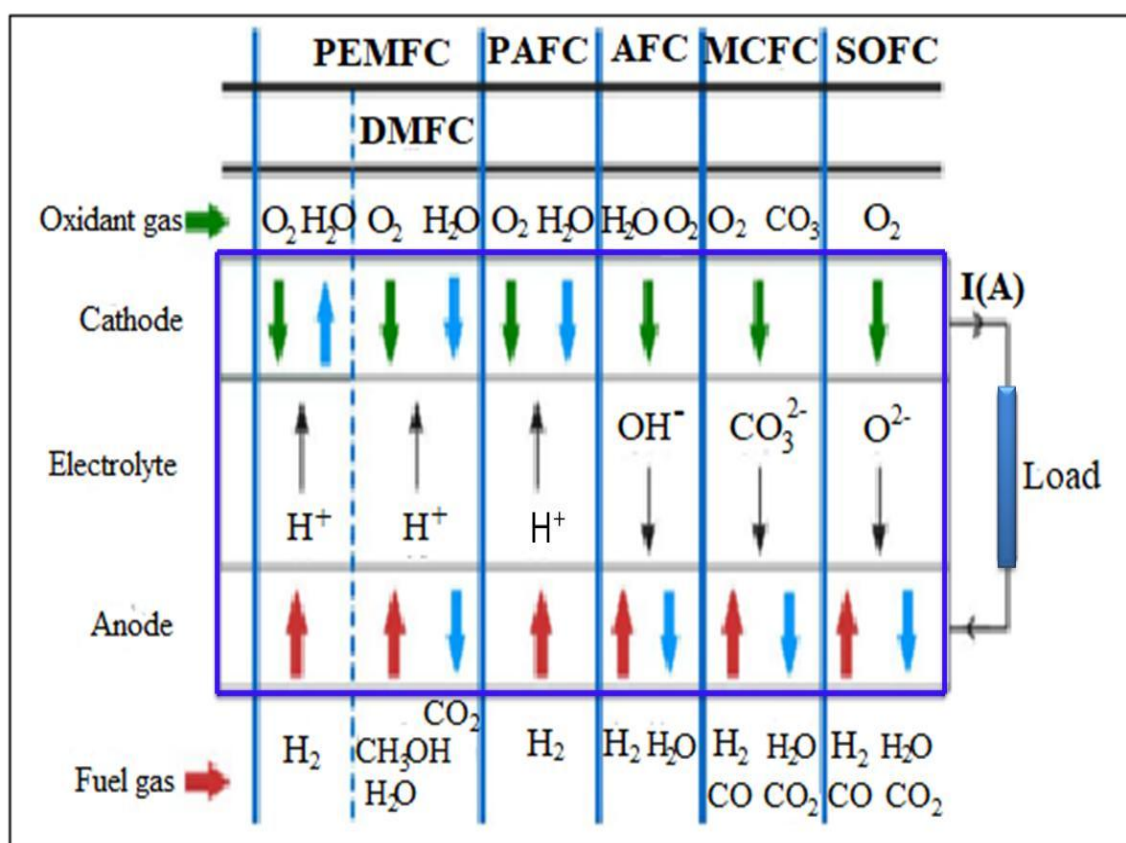 PEMFC PAFC AFC MCFC SOFC
DMFC
Oxidant gas O₂ H₂O O₂ H₂O O₂ H₂O H₂O O₂ O₂ CO₃ O₂
I(A)
Cathode
OH⁻ CO₃²⁻ O²⁻
Electrolyte
Load
H⁺ H⁺ H⁺
Anode
CO₂
H₂ CH₃OH H₂ H₂ H₂O H₂ H₂O H₂ H₂O
Fuel gas H₂O CO CO₂ CO CO₂